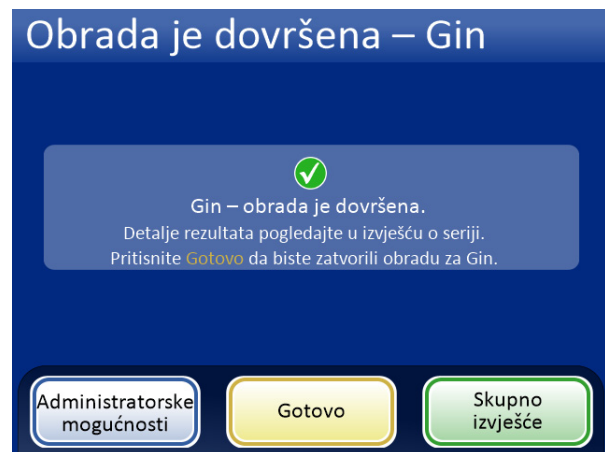 Obrada je dovršena – Gin
Gin – obrada je dovršena.
Detalje rezultata pogledajte u izvješću o seriji.
Pritisnite Gotovo da biste zatvorili obradu za Gin.
Administratorske
mogućnosti
Gotovo
Skupno
izvješće